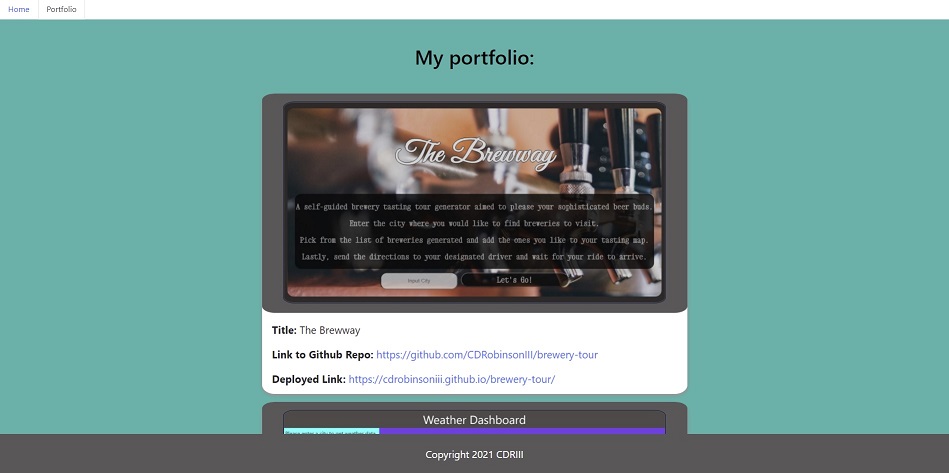 Home Portfolio
My portfolio:
The Brewway
A self-guided brewery tasting tour generator aimed to please your sophisticated beer buds.
Enter the city where you would like to find breweries to visit.
Pick from the list of breweries generated and add the ones you like to your tasting map.
Lastly, send the directions to your designated driver and wait for your ride to arrive.
Input City Let's Go!
Title: The Brewway
Link to Github Repo: https://github.com/CDRobinsonIII/brewery-tour
Deployed Link: https://cdrobinsoniii.github.io/brewery-tour/
Weather Dashboard
Copyright 2021 CDRIII